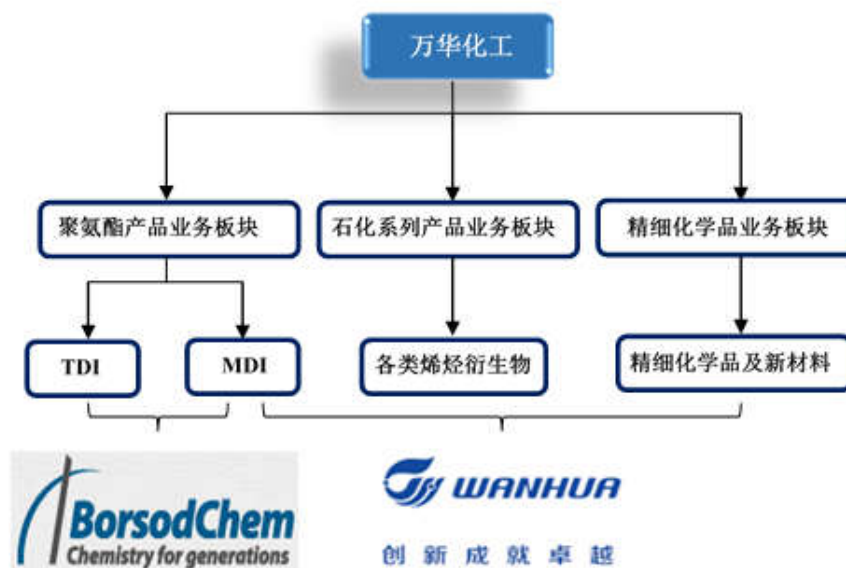 万华化工
聚氨酯产品业务板块
石化系列产品业务板块
精细化学品业务板块
TDI
MDI
各类烯烃衍生物
精细化学品及新材料
BorsodChem
Chemistry for generations
WANHUA
创新成就卓越